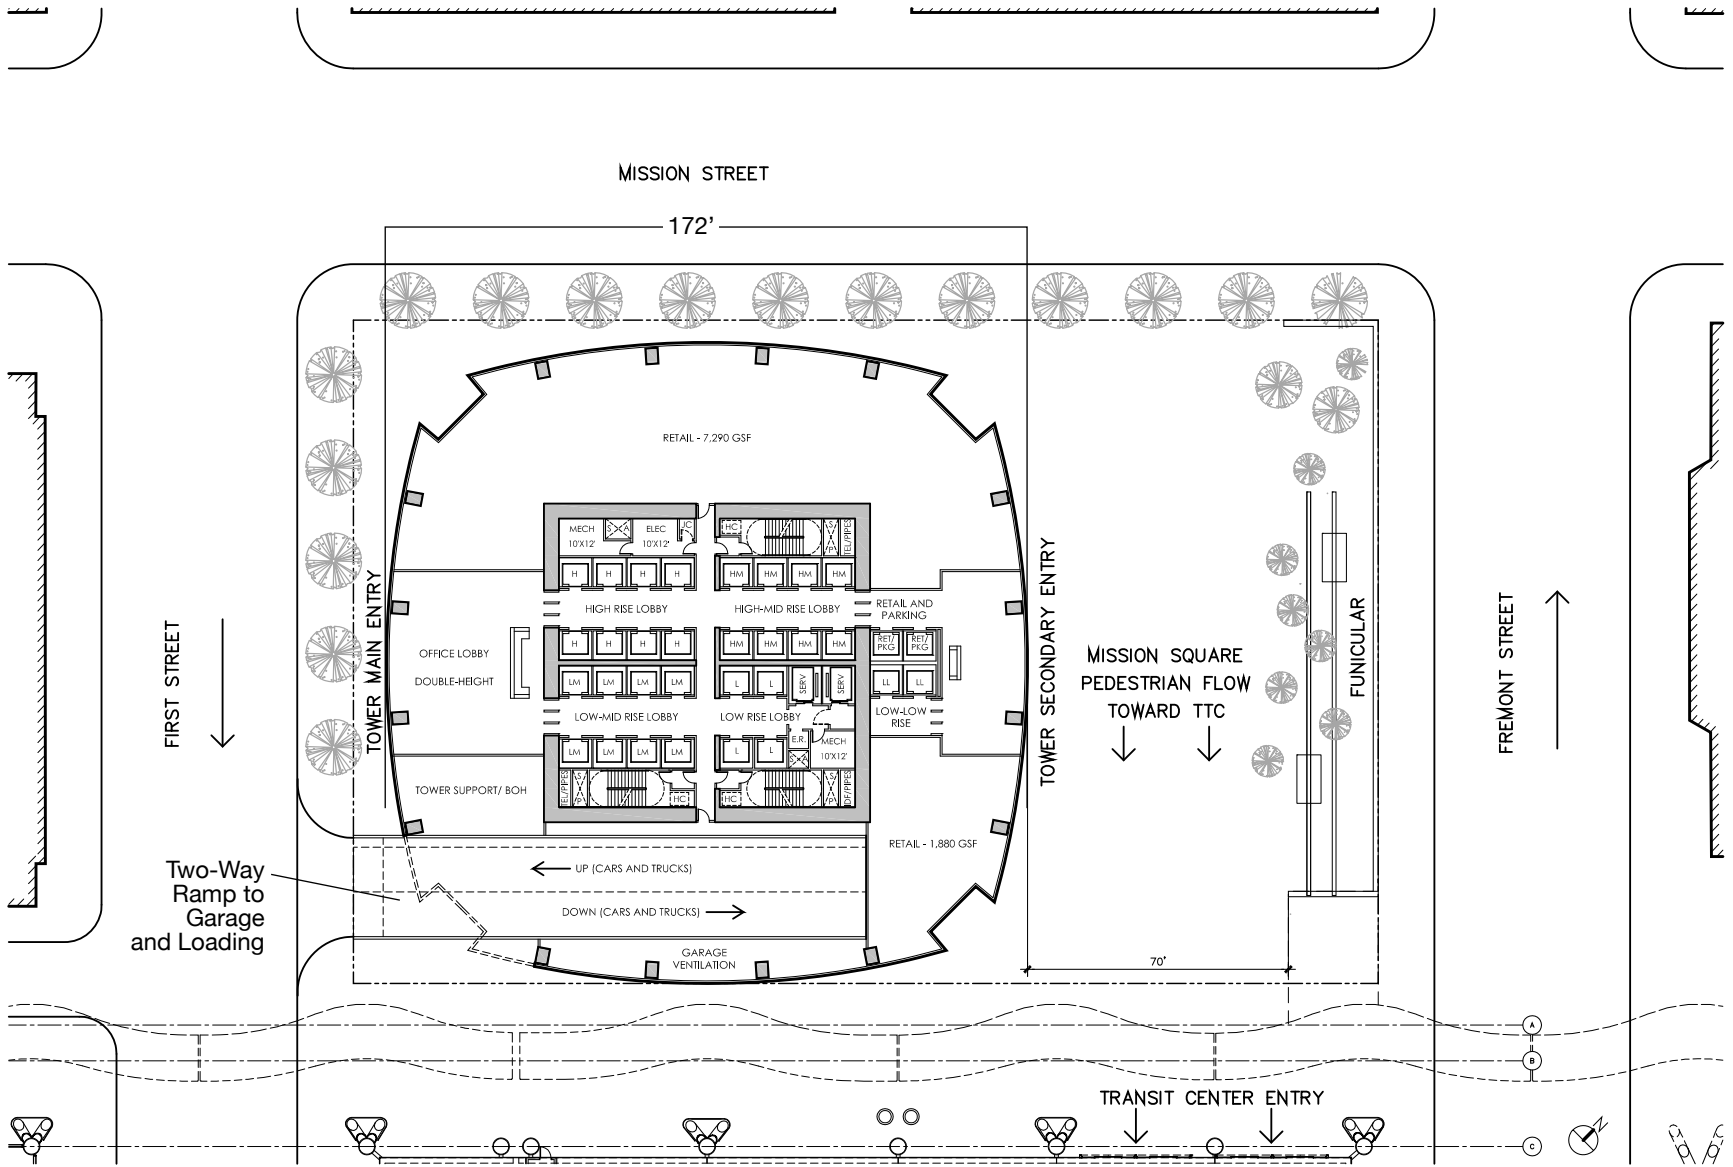 MISSION STREET
172'
RETAIL - 7,290 GSF
MECH
10'X12'
S A
ELEC
10'X12'
JC
HC
S
P
TEL/PIPES
H H H H
HM HM HM HM
HIGH RISE LOBBY
HIGH-MID RISE LOBBY
RETAIL AND
PARKING
H H H H
HM HM HM HM
RET/
PKG
RET/
PKG
OFFICE LOBBY
DOUBLE-HEIGHT
LM LM LM LM
L L
SERV
SERV
LL LL
LOW-MID RISE LOBBY
LOW RISE LOBBY
LOW-LOW
RISE
LM LM LM LM
L L
E.R.
MECH
10'X12'
TOWER SUPPORT/ BOH
TEL/PIPES
S
P
HC
HC
S
P
IDF/PIPES
RETAIL - 1,880 GSF
UP (CARS AND TRUCKS)
DOWN (CARS AND TRUCKS)
GARAGE
VENTILATION
FIRST STREET
TOWER MAIN ENTRY
TOWER SECONDARY ENTRY
MISSION SQUARE
PEDESTRIAN FLOW
TOWARD TTC
FUNICULAR
FREMONT STREET
Two-Way
Ramp to
Garage
and Loading
70'
A
B
TRANSIT CENTER ENTRY
C
N